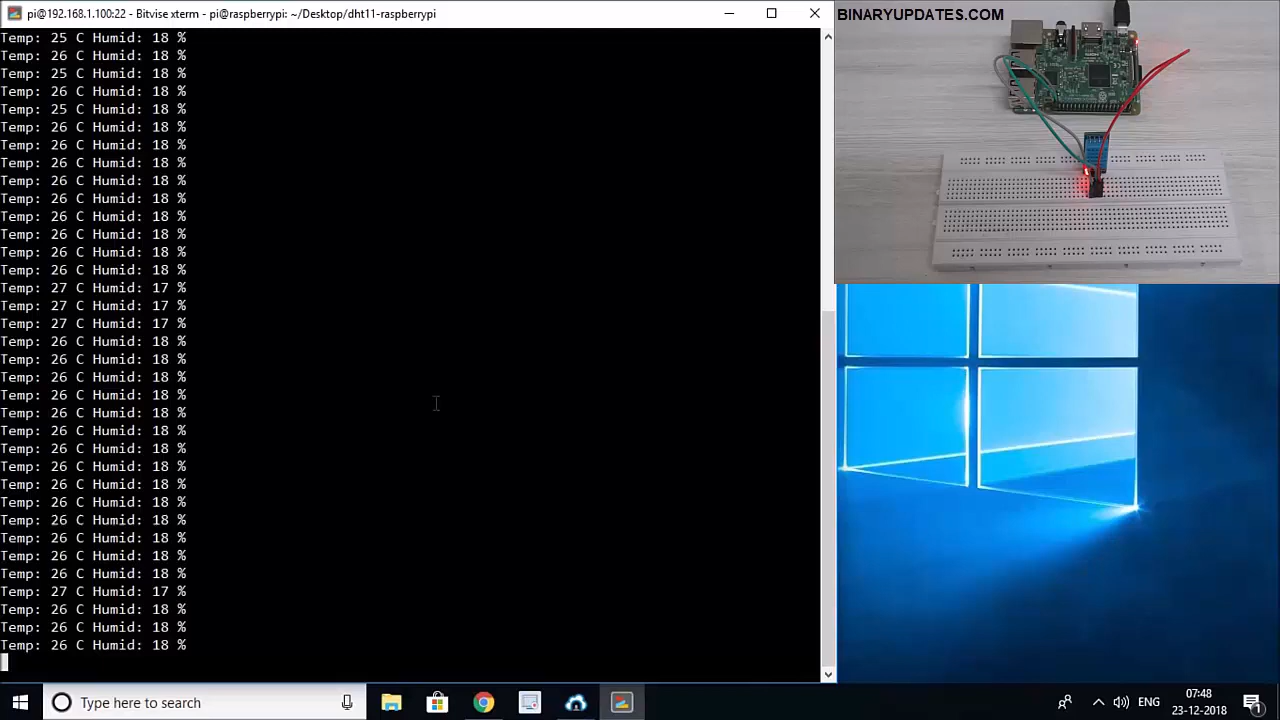 pi@192.168.1.100:22 - Bitvise xterm - pi@raspberrypi: ~/Desktop/dht11-raspberrypi
BINARYUPDATES.COM
Temp: 25 C Humid: 18 %
Temp: 26 C Humid: 18 %
Temp: 25 C Humid: 18 %
Temp: 26 C Humid: 18 %
Temp: 25 C Humid: 18 %
Temp: 26 C Humid: 18 %
Temp: 26 C Humid: 18 %
Temp: 26 C Humid: 18 %
Temp: 26 C Humid: 18 %
Temp: 26 C Humid: 18 %
Temp: 26 C Humid: 18 %
Temp: 26 C Humid: 18 %
Temp: 26 C Humid: 18 %
Temp: 26 C Humid: 18 %
Temp: 27 C Humid: 17 %
Temp: 27 C Humid: 17 %
Temp: 27 C Humid: 17 %
Temp: 26 C Humid: 18 %
Temp: 26 C Humid: 18 %
Temp: 26 C Humid: 18 %
Temp: 26 C Humid: 18 %
Temp: 26 C Humid: 18 %
Temp: 26 C Humid: 18 %
Temp: 26 C Humid: 18 %
Temp: 26 C Humid: 18 %
Temp: 26 C Humid: 18 %
Temp: 26 C Humid: 18 %
Temp: 26 C Humid: 18 %
Temp: 26 C Humid: 18 %
Temp: 26 C Humid: 18 %
Temp: 26 C Humid: 18 %
Temp: 27 C Humid: 17 %
Temp: 26 C Humid: 18 %
Temp: 26 C Humid: 18 %
Temp: 26 C Humid: 18 %
Type here to search
ENG
07:48
23-12-2018
1